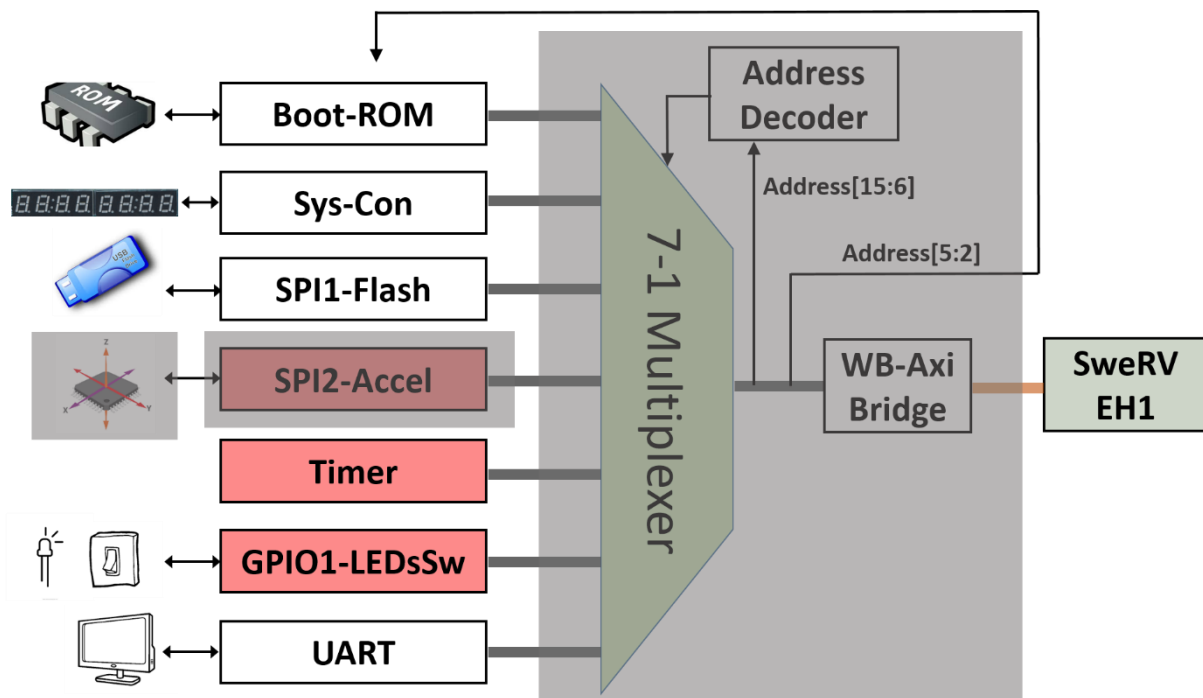 ROM
Boot-ROM
Address
Decoder
Sys-Con
Address[15:6]
USB
SPI1-Flash
7-1 Multiplexer
Address[5:2]
Z
X
Y
SPI2-Accel
WB-Axi
Bridge
SweRV
EH1
Timer
GPIO1-LEDsSw
UART